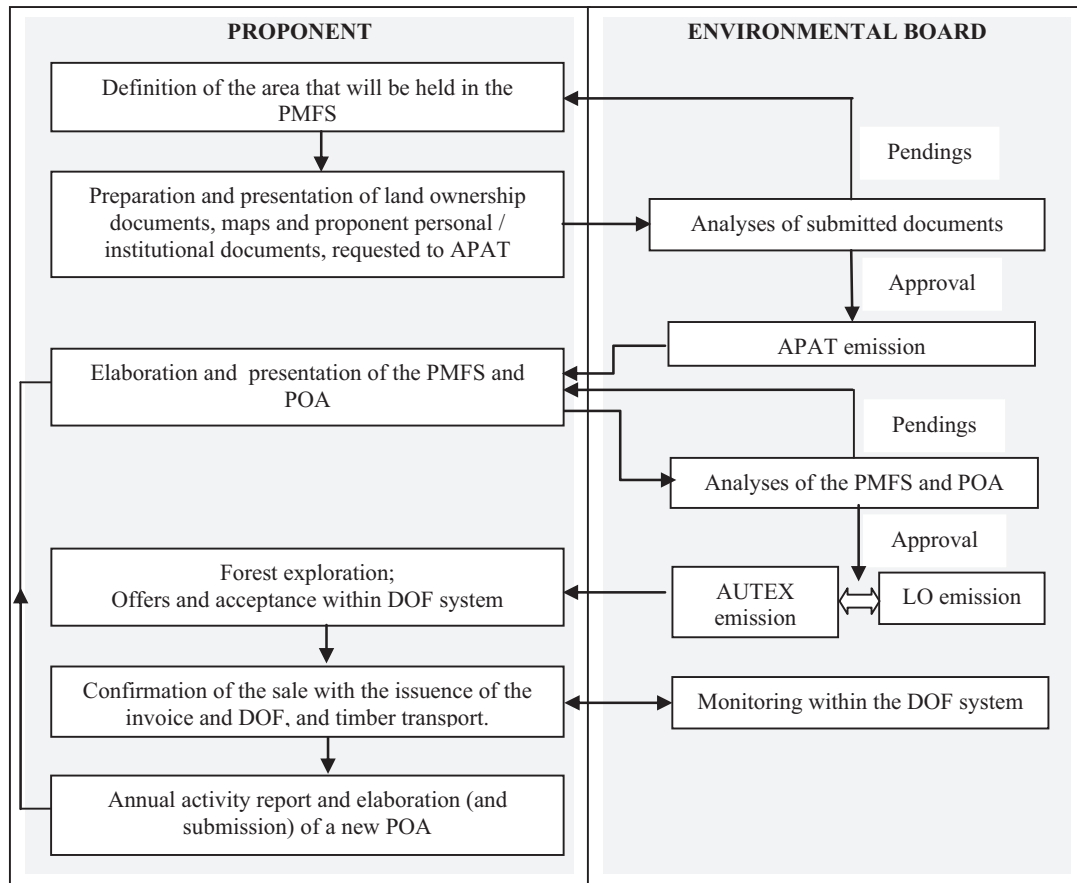 PROPONENT
Definition of the area that will be held in the
PMFS
Preparation and presentation of land ownership
documents, maps and proponent personal /
institutional documents, requested to APAT
Elaboration and presentation of the PMFS and
POA
Forest exploration;
Offers and acceptance within DOF system
Confirmation of the sale with the issuence of the
invoice and DOF, and timber transport.
Annual activity report and elaboration (and
submission) of a new POA
ENVIRONMENTAL BOARD
Pendings
Analyses of submitted documents
Approval
APAT emission
Pendings
Analyses of the PMFS and POA
Approval
AUTEX
emission
LO emission
Monitoring within the DOF system